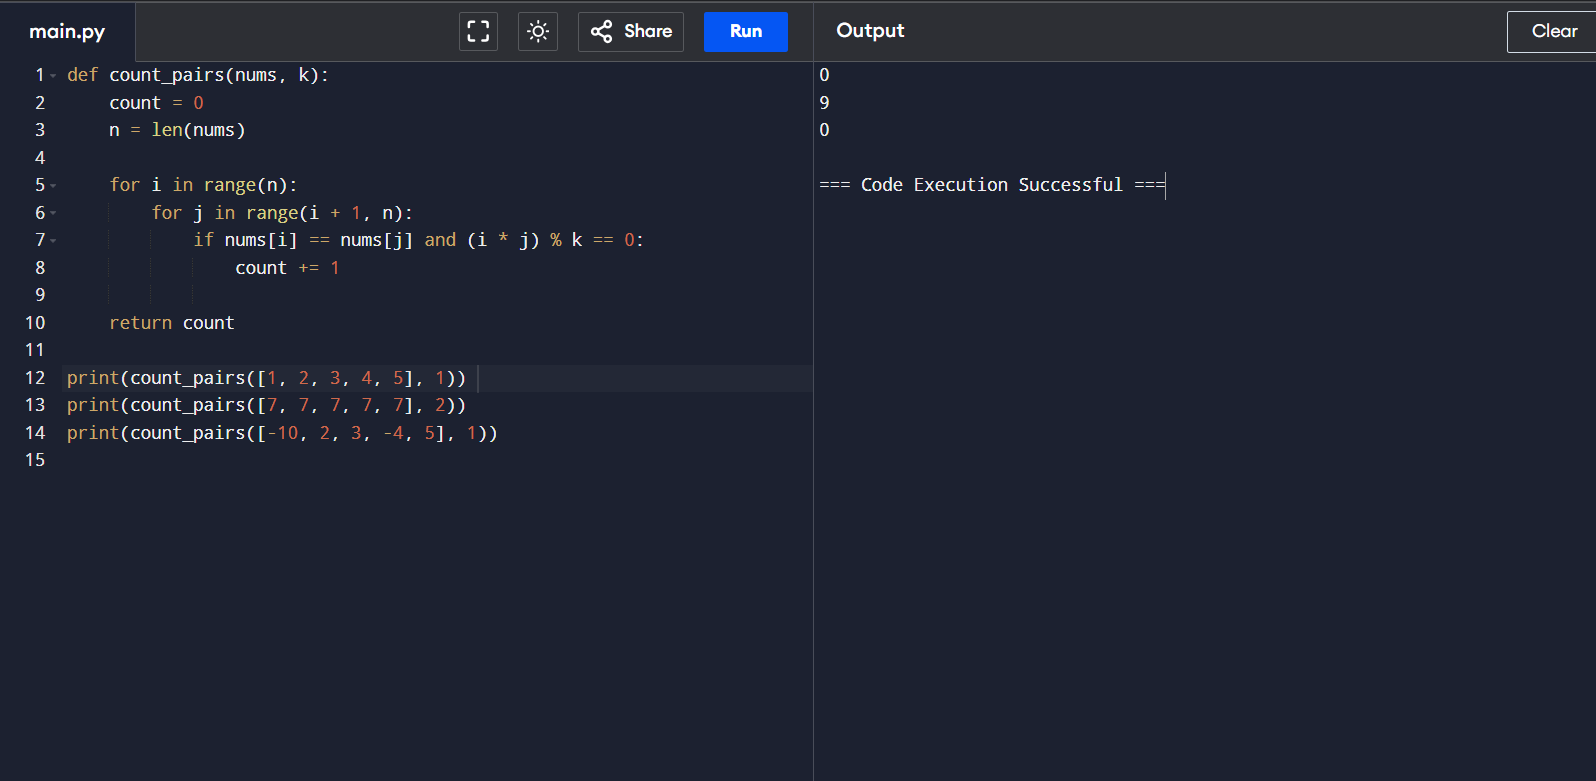 main.py Share Run Output Clear
1 def count_pairs(nums, k):
2     count = 0
3     n = len(nums)
4
5     for i in range(n):
6         for j in range(i + 1, n):
7             if nums[i] == nums[j] and (i * j) % k == 0:
8                 count += 1
9
10     return count
11
12 print(count_pairs([1, 2, 3, 4, 5], 1))
13 print(count_pairs([7, 7, 7, 7, 7], 2))
14 print(count_pairs([-10, 2, 3, -4, 5], 1))
15
0
9
0
=== Code Execution Successful ===